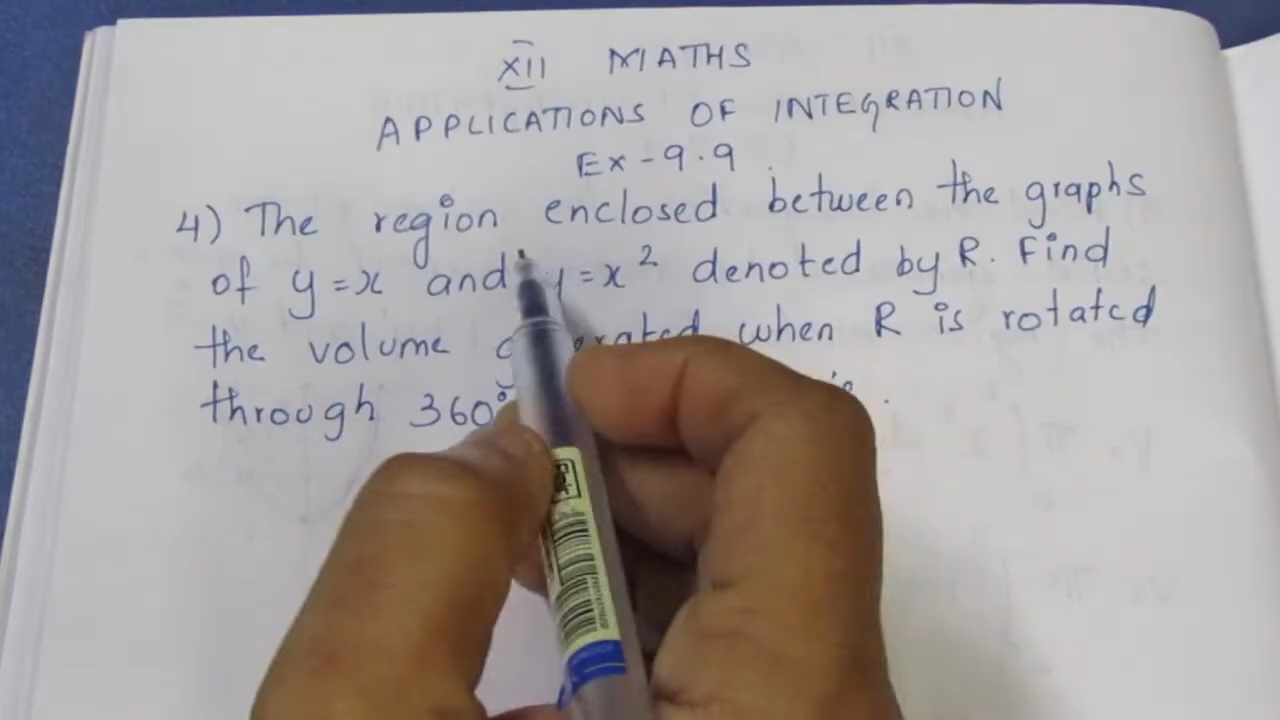 XII MATHS
APPLICATIONS OF INTEGRATION
Ex-9.9
4) The region enclosed between the graphs
of y=x and y=x² denoted by R. Find
the volume when R is rotated
through 360°